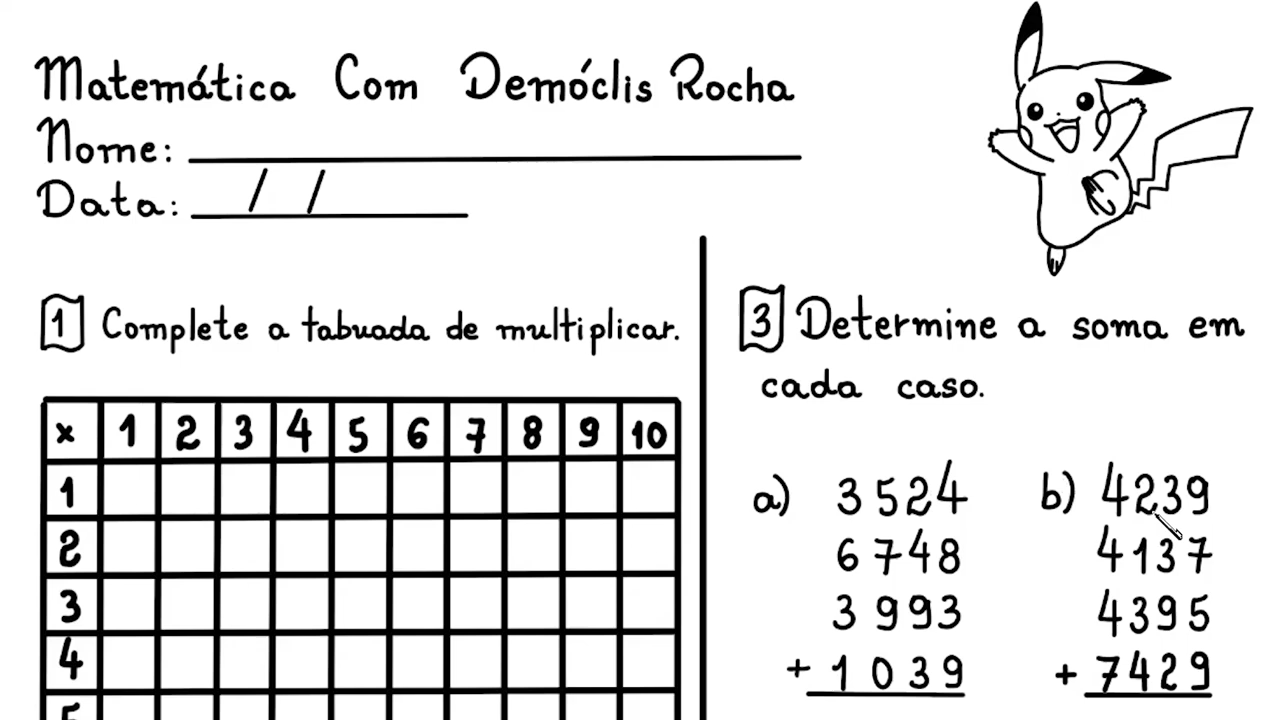 Matemática Com Demóclis Rocha
Nome:
Data: / /
1 Complete a tabuada de multiplicar.
x 1 2 3 4 5 6 7 8 9 10
1
2
3
4
5
3 Determine a soma em
cada caso.
a) 3524
6748
3993
+ 1039
b) 4239
4137
4395
+ 7429